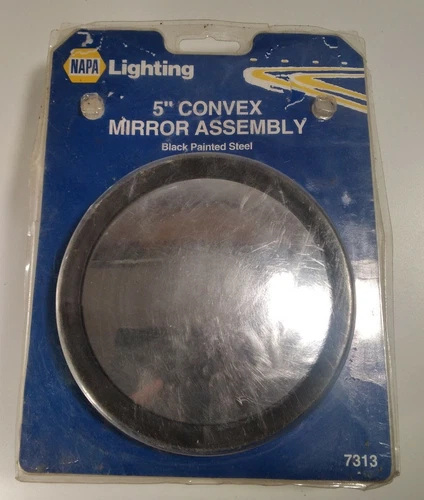 NAPA Lighting
5" CONVEX
MIRROR ASSEMBLY
Black Painted Steel
7313